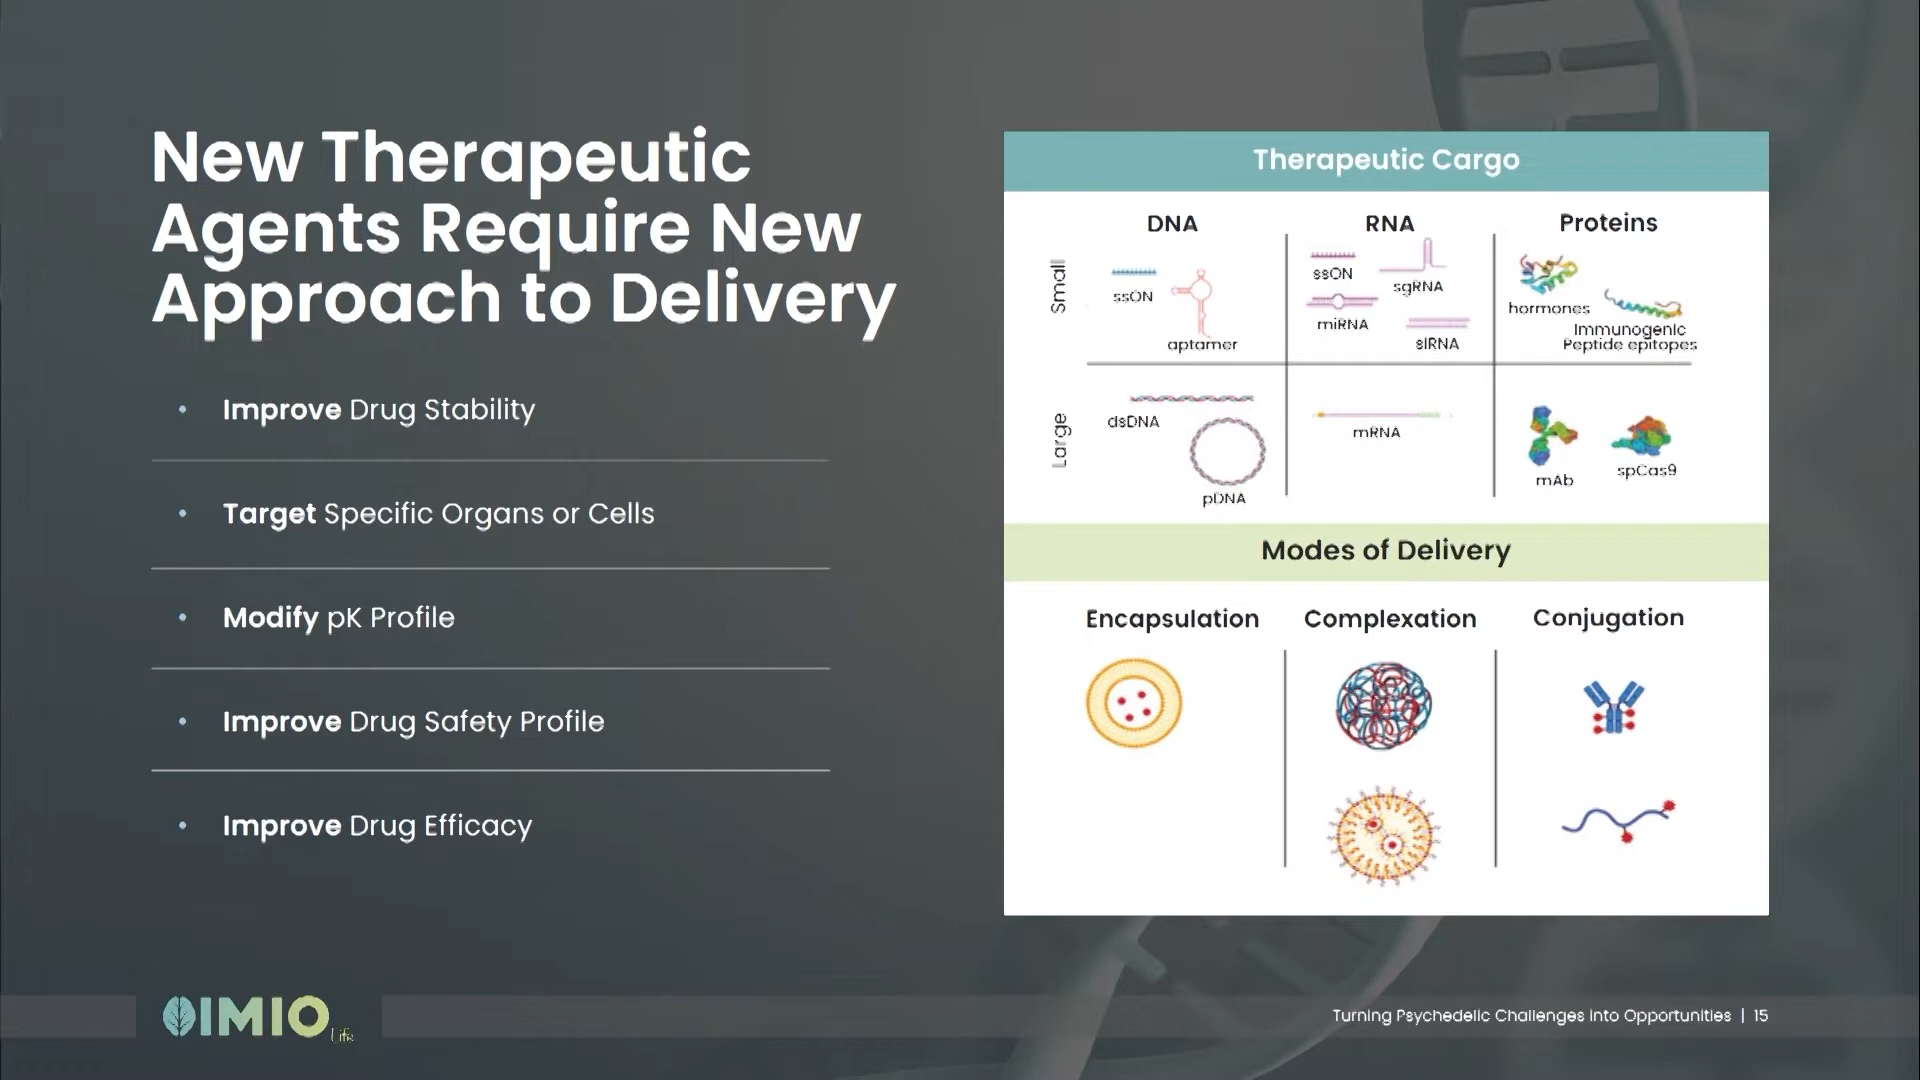 New Therapeutic
Agents Require New
Approach to Delivery
• Improve Drug Stability
• Target Specific Organs or Cells
• Modify pK Profile
• Improve Drug Safety Profile
• Improve Drug Efficacy
Therapeutic Cargo
DNA RNA Proteins
Small
ssON
aptamer
ssON
sgRNA
miRNA
siRNA
hormones
Immunogenic
Peptide epitopes
Large
dsDNA
pDNA
mRNA
mAb
spCas9
Modes of Delivery
Encapsulation Complexation Conjugation
IMIO Life
Turning Psychedelic Challenges into Opportunities | 15